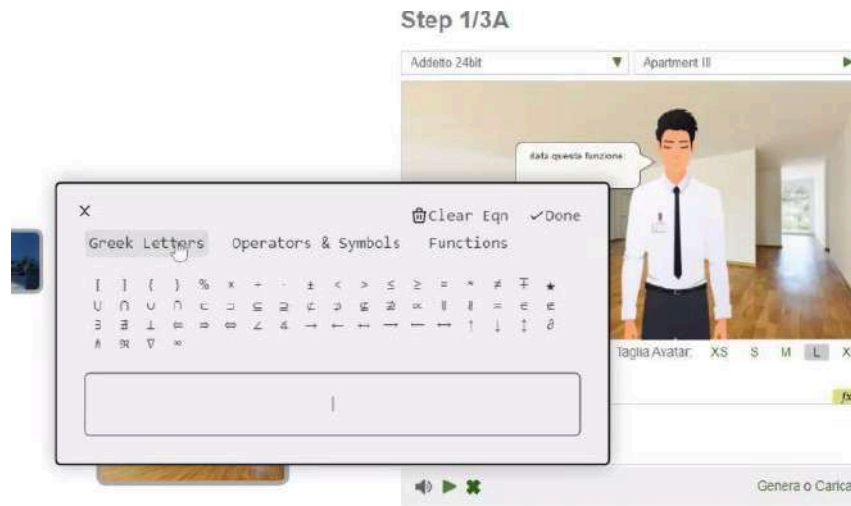 Step 1/3A
Addetto 24bit
Apartment III
data questa funzione:
X
Clear Eqn
Done
Greek Letters
Operators & Symbols
Functions
[ ] { } % × ÷ · ± < > ≤ ≥ = * ≠ ∓ ★
∃ ∄ ⊥ ⇐ ⇒ ⇔ ∠ ∡ → ← ↔ ⟶ ⟵ ⟷ ↑ ↓ ↕ ∂
ℏ ℜ ∇ ∞
Taglia Avatar: XS S M L X
fx
Genera o Carica